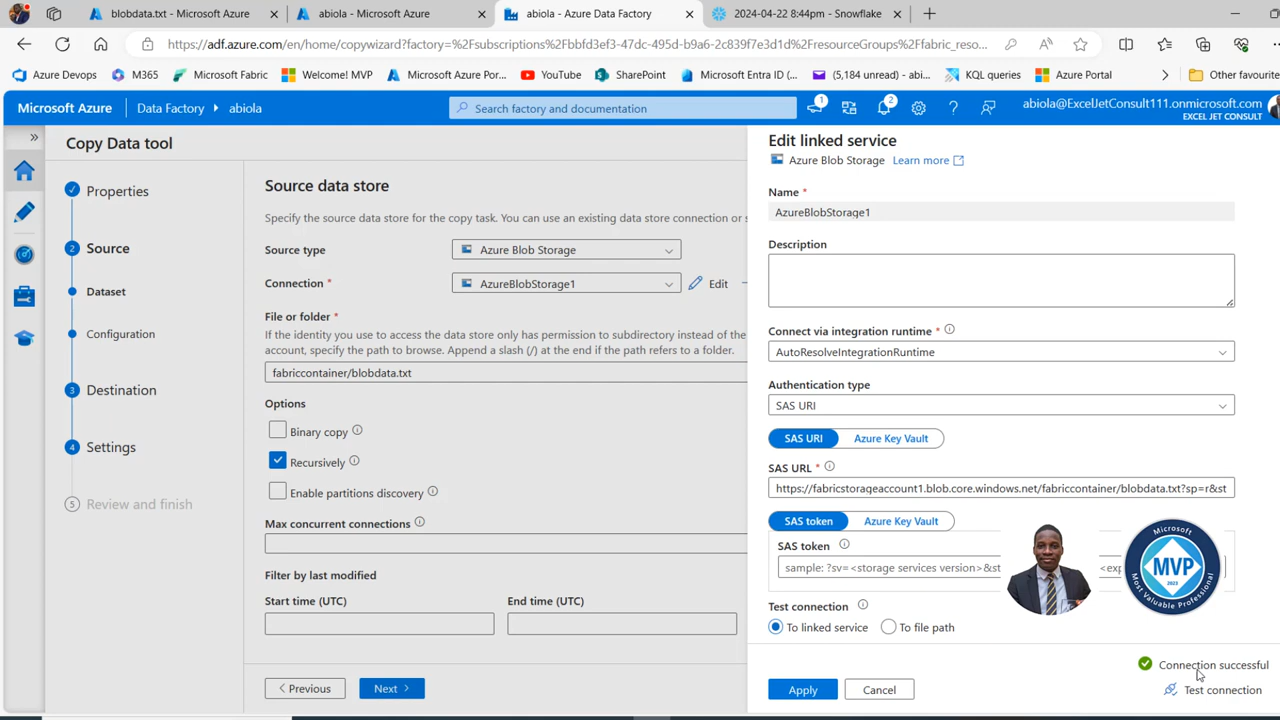 blobdata.txt - Microsoft Azure
abiola - Microsoft Azure
abiola - Azure Data Factory
2024-04-22 8:44pm - Snowflake
https://adf.azure.com/en/home/copywizard?factory=%2Fsubscriptions%2Fbbfd3ef3-47dc-495d-b9a6-2c839f7e3d1d%2FresourceGroups%2Ffabric_reso...
Azure Devops
M365
Microsoft Fabric
Welcome! MVP
Microsoft Azure Por...
YouTube
SharePoint
Microsoft Entra ID (...
(5,184 unread) - abi...
KQL queries
Azure Portal
Other favourite
Microsoft Azure
Data Factory
abiola
Search factory and documentation
1
2
abiola@ExcelJetConsult111.onmicrosoft.com
EXCEL JET CONSULT
Copy Data tool
Properties
2 Source
Dataset
Configuration
3 Destination
4 Settings
5 Review and finish
Source data store
Specify the source data store for the copy task. You can use an existing data store connection or s
Source type
Azure Blob Storage
Connection *
AzureBlobStorage1
Edit
File or folder *
If the identity you use to access the data store only has permission to subdirectory instead of the
account, specify the path to browse. Append a slash (/) at the end if the path refers to a folder.
fabriccontainer/blobdata.txt
Options
Binary copy
Recursively
Enable partitions discovery
Max concurrent connections
Filter by last modified
Start time (UTC)
End time (UTC)
Previous
Next
Edit linked service
Azure Blob Storage
Learn more
Name *
AzureBlobStorage1
Description
Connect via integration runtime *
AutoResolveIntegrationRuntime
Authentication type
SAS URI
SAS URI
Azure Key Vault
SAS URL *
https://fabricstorageaccount1.blob.core.windows.net/fabriccontainer/blobdata.txt?sp=r&st
SAS token
Azure Key Vault
SAS token
sample: ?sv=<storage services version>&st
<exp
Microsoft
MVP
2023
Most Valuable Professional
Test connection
To linked service
To file path
Connection successful
Apply
Cancel
Test connection